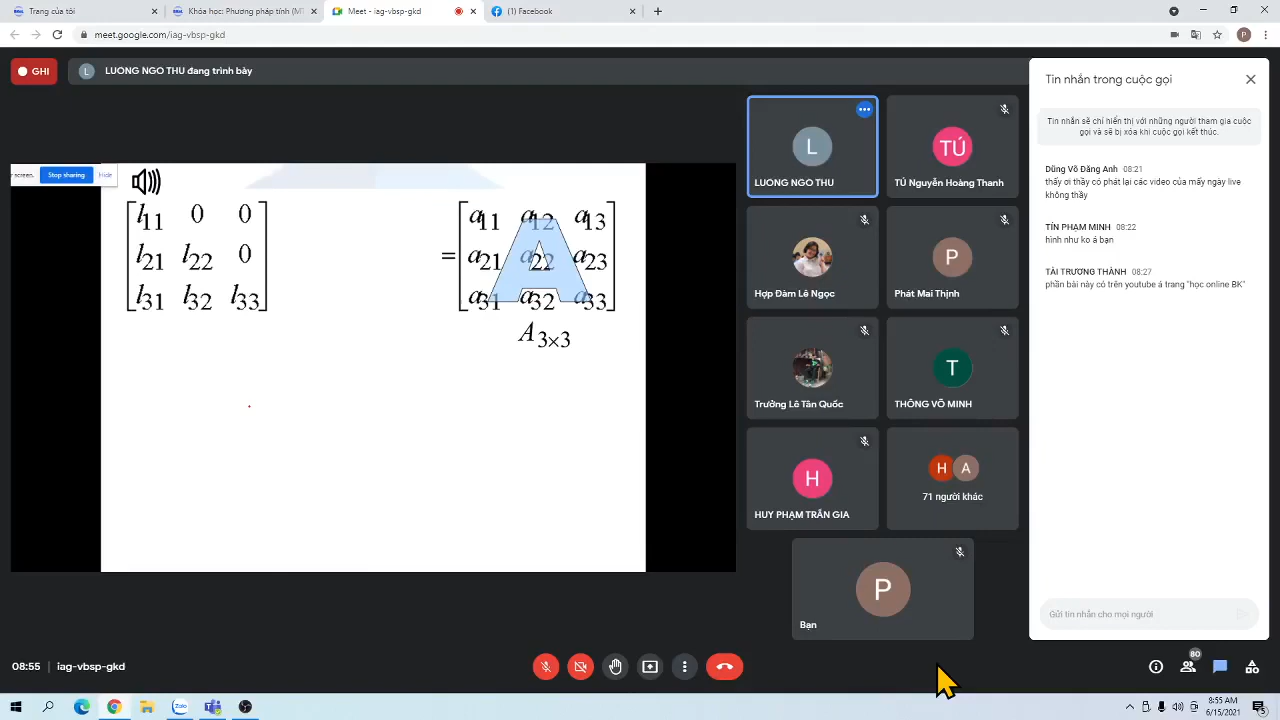 Trang của tôi
Khóa học: Phương pháp tính (MT
Meet - iag-vbsp-gkd
(1) Facebook
meet.google.com/iag-vbsp-gkd
P
GHI
L
LUONG NGO THU đang trình bày
r screen.
Stop sharing
Hide
l11 0 0
l21 l22 0
l31 l32 l33
=
a11 a12 a13
a21 a22 a23
a31 a32 a33
A
A3×3
L
LUONG NGO THU
TÚ
TÚ Nguyễn Hoàng Thanh
Hợp Đàm Lê Ngọc
P
Phát Mai Thịnh
Trường Lê Tân Quốc
T
THÔNG VÕ MINH
H
HUY PHẠM TRẦN GIA
H A
71 người khác
P
Bạn
Tin nhắn trong cuộc gọi
Tin nhắn sẽ chỉ hiển thị với những người tham gia cuộc
gọi và sẽ bị xóa khi cuộc gọi kết thúc.
Dũng Võ Đăng Anh 08:21
thấy ơi thầy có phát lại các video của mấy ngày live
không thầy
TÍN PHẠM MINH 08:22
hình như ko á bạn
TÀI TRƯƠNG THÀNH 08:27
phần bài này có trên youtube á trang "học online BK"
Gửi tin nhắn cho mọi người
08:55 iag-vbsp-gkd
80
Zalo
8:55 AM
6/15/2021
5